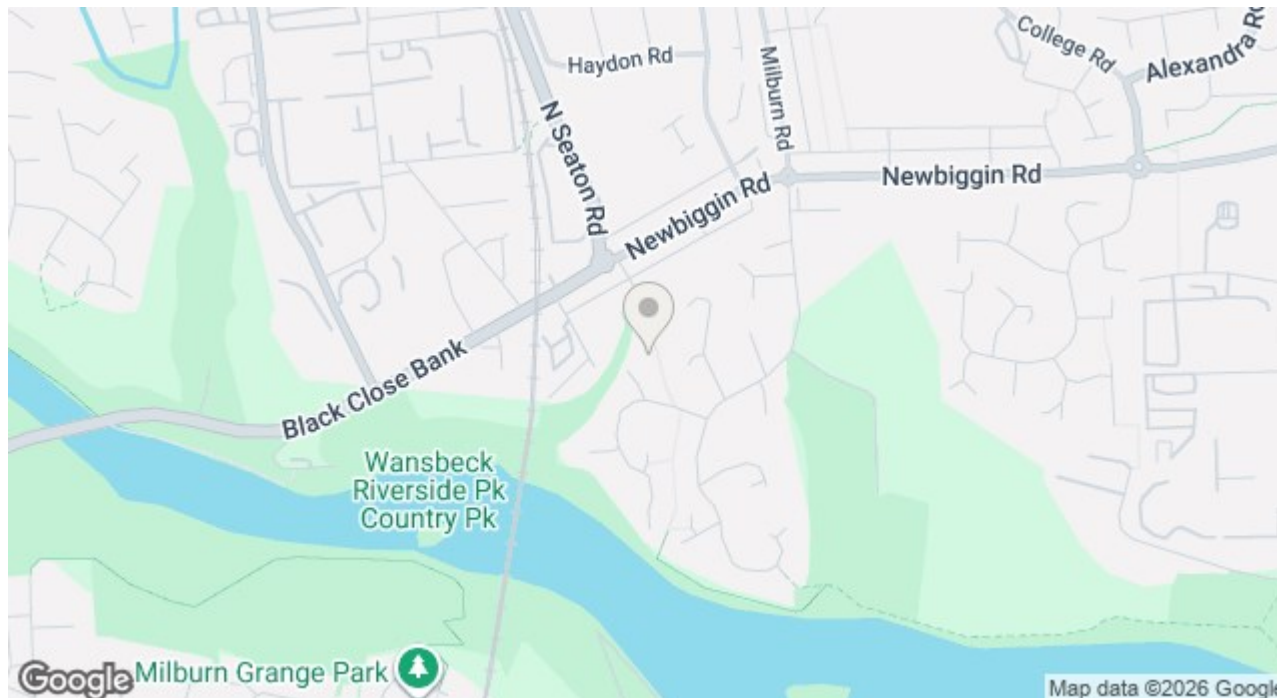 Haydon Rd
Milburn Rd
College Rd
Alexandra Rd
N Seaton Rd
Newbiggin Rd
Newbiggin Rd
Black Close Bank
Wansbeck
Riverside Pk
Country Pk
Milburn Grange Park
Google
Map data ©2026 Google